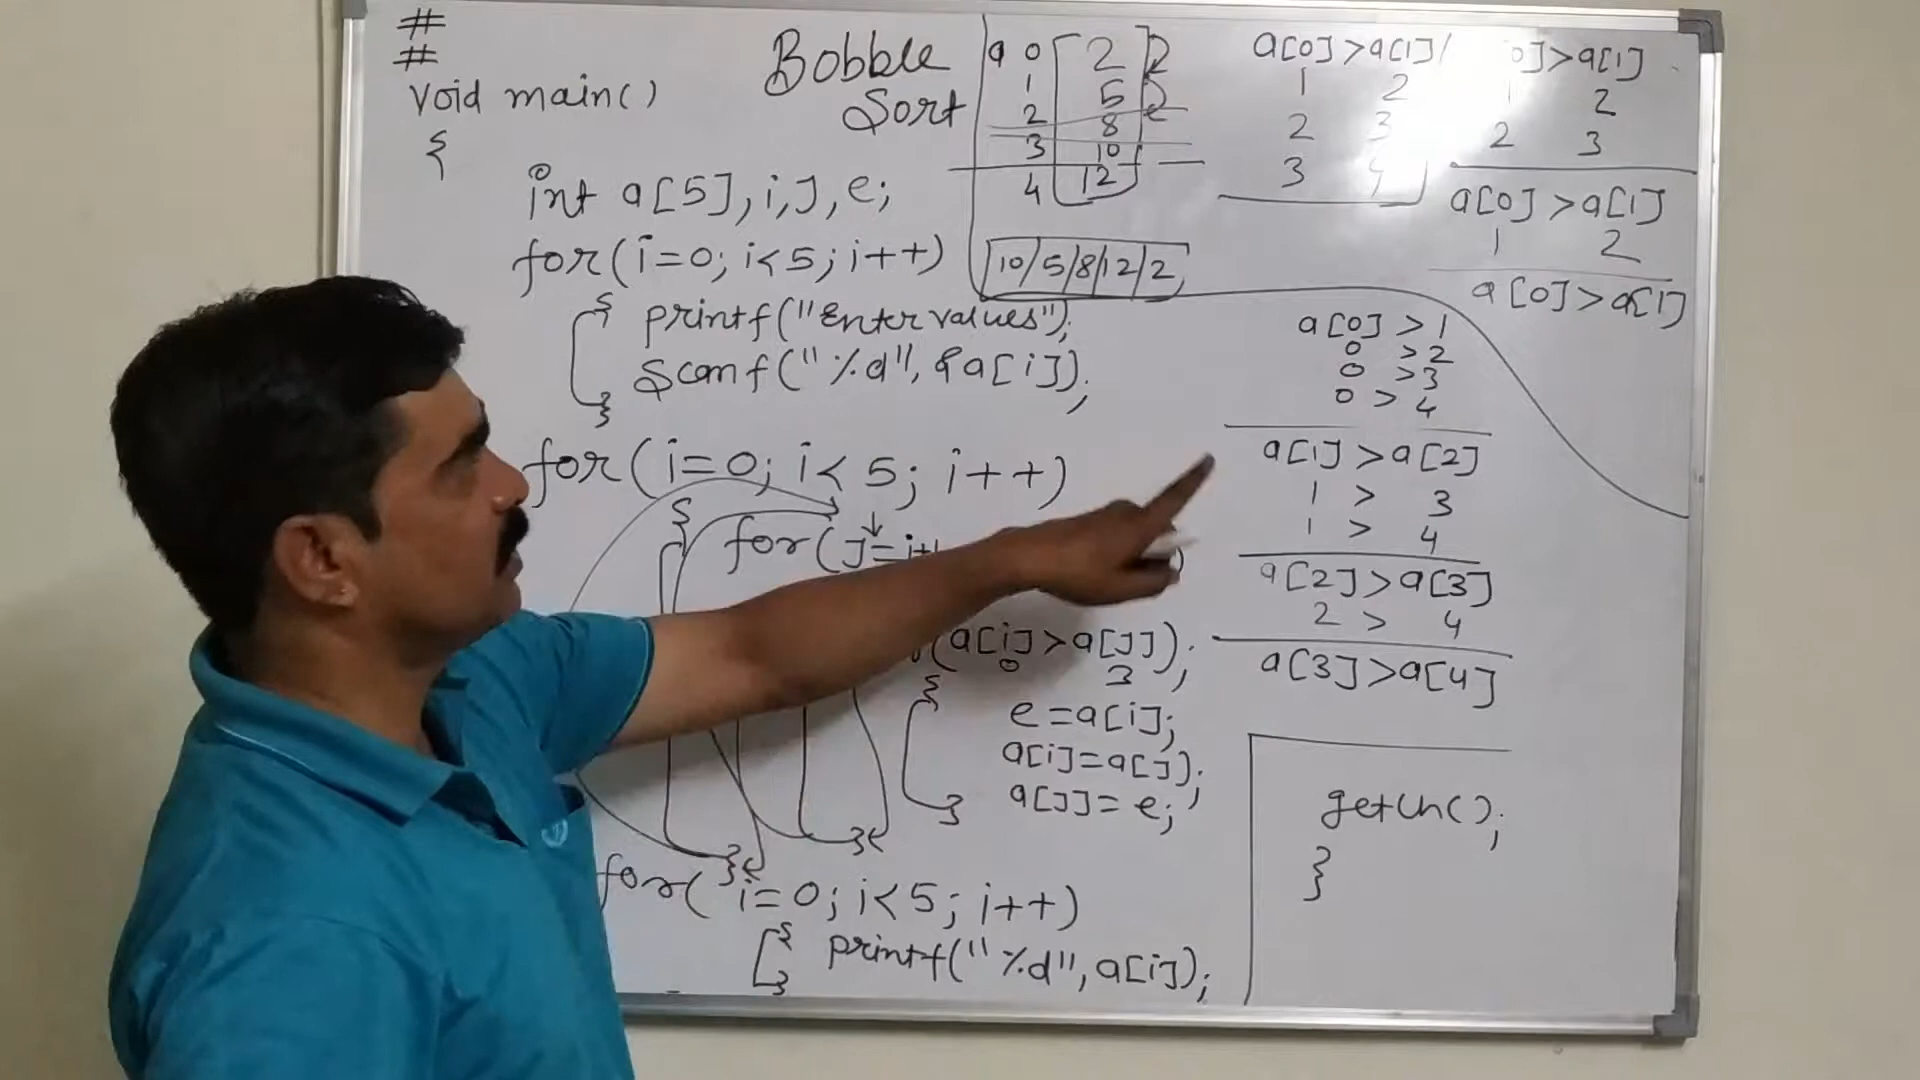 #
#
void main()
{
Bobble
Sort
int a[5], i, J, e;
for(i=0; i<5; i++)
{
printf("Enter values");
Scanf("%d", &a[i]);
}
for(i=0; i<5; i++)
{
for(J=i+
(a[i]>a[J]);
0 3
{
e=a[i];
a[i]=a[J];
a[J]=e;
}
}
}
for( i=0; i<5; i++)
{
printf("%d", a[i]);
}
a 0 2
1 5
2 8
3 10
4 12
10/5/8/12/2
a[0]>a[1]
1 2
2 3
3 4
0]>a[1]
1 2
2 3
a[0]>a[1]
1 2
a[0]>a[1]
a[0] > 1
0 >2
0 >3
0 > 4
a[1]>a[2]
1 > 3
1 > 4
a[2]>a[3]
2 > 4
a[3]>a[4]
getch();
}